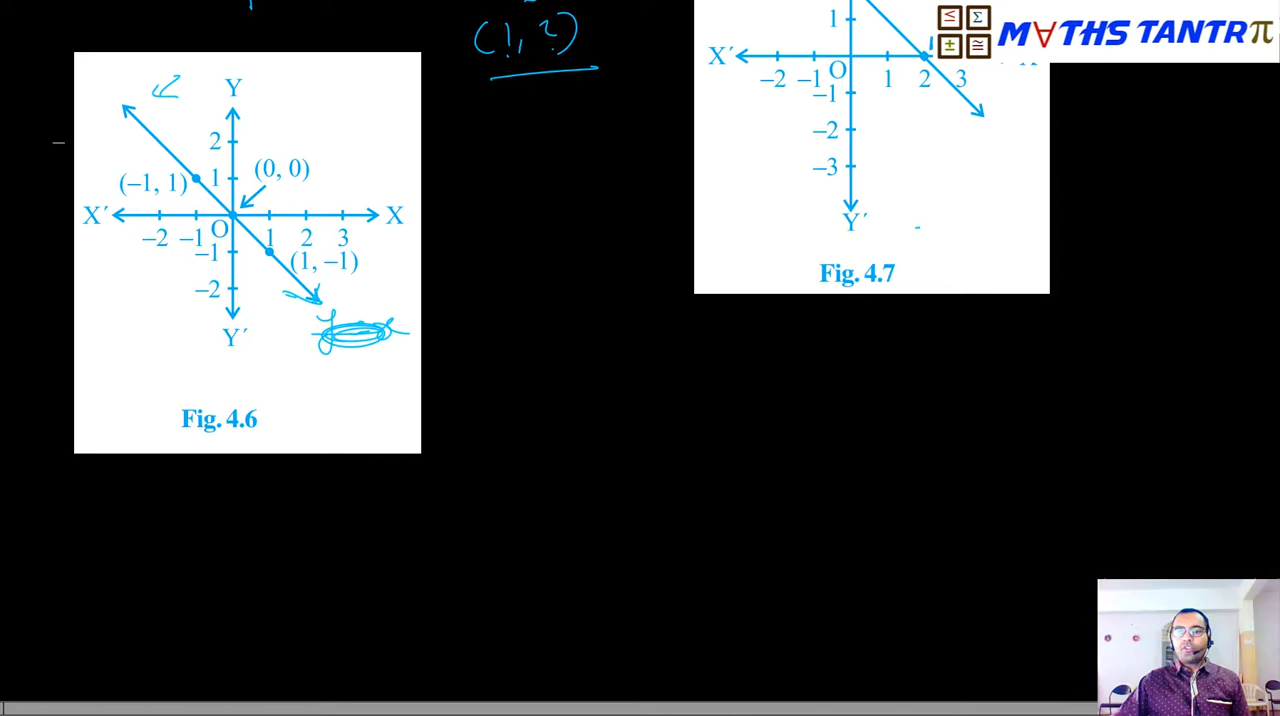 (1, 2)
≤ Σ ± ≅ M∀THS TANTRπ
Y
2
1
(0, 0)
(–1, 1)
X′
X
O
–2 –1 1 2 3
–1
(1, –1)
–2
Y′
Fig. 4.6
1
X′
O
–2 –1 1 2 3
–1
–2
–3
Y′
Fig. 4.7